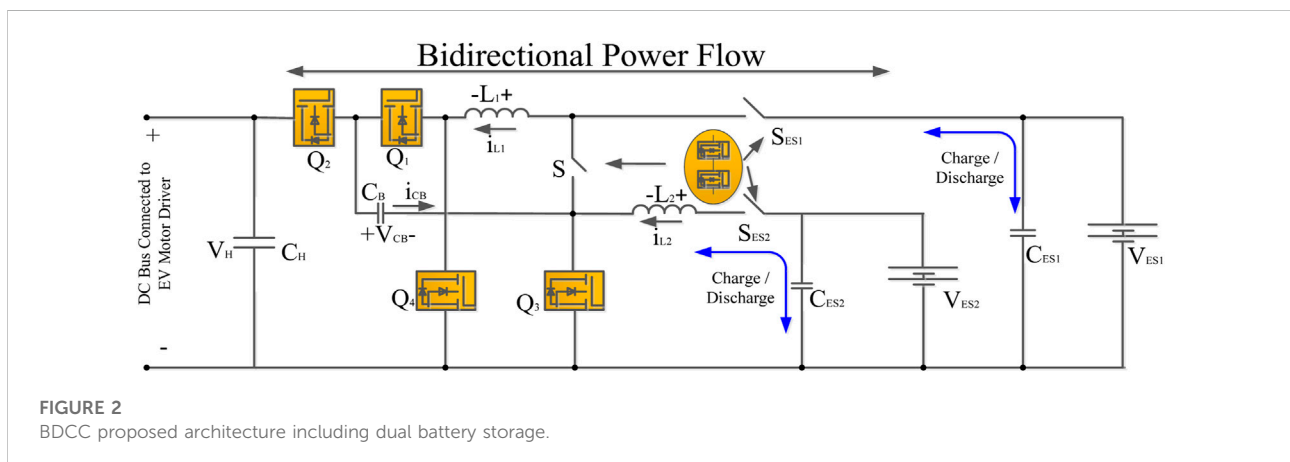 Bidirectional Power Flow
-L1+
iL1
SES1
Q2
Q1
S
Charge /
Discharge
CB
iCB
+VCB-
-L2+
iL2
SES2
DC Bus Connected to
EV Motor Driver
+
-
VH
CH
Q4
Q3
Charge /
Discharge
CES2
VES2
CES1
VES1
FIGURE 2
BDCC proposed architecture including dual battery storage.